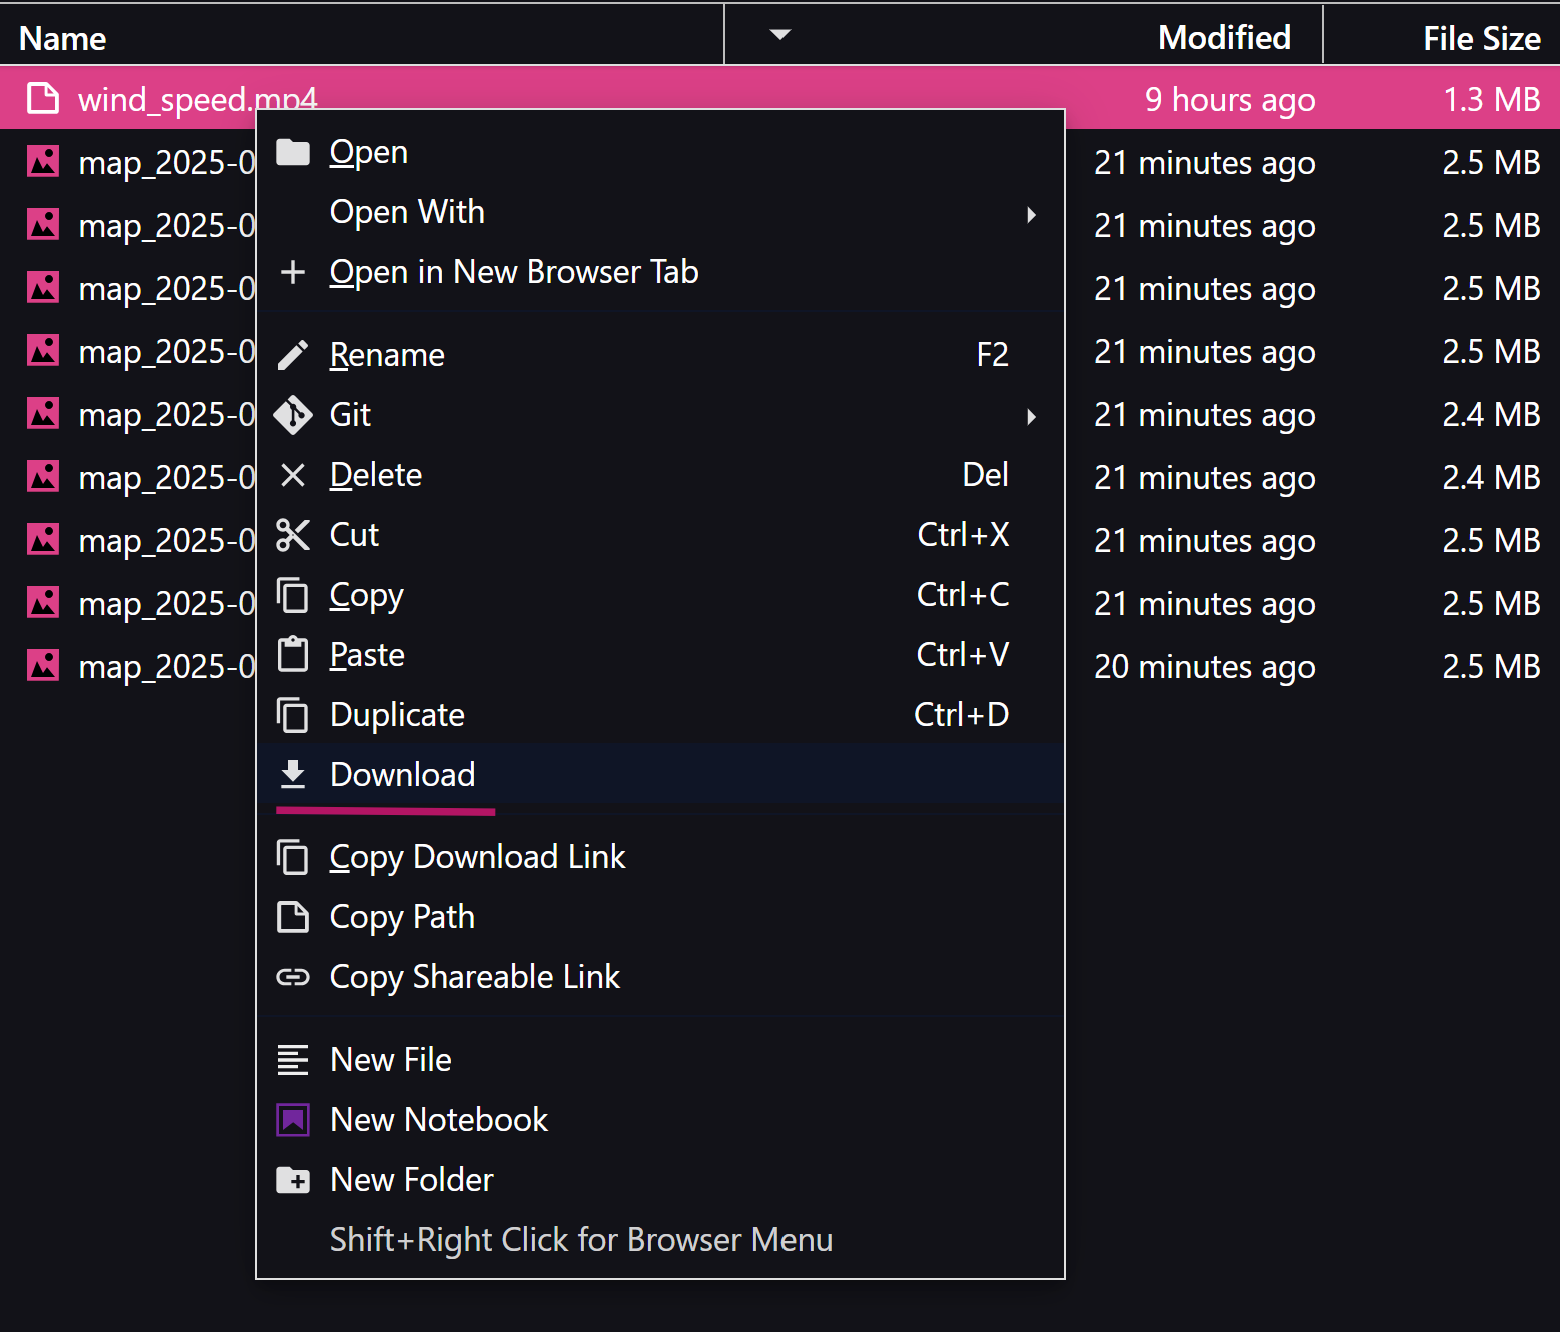 Name Modified File Size
wind_speed.mp4 9 hours ago 1.3 MB
map_2025-0 21 minutes ago 2.5 MB
map_2025-0 21 minutes ago 2.5 MB
map_2025-0 21 minutes ago 2.5 MB
map_2025-0 21 minutes ago 2.5 MB
map_2025-0 21 minutes ago 2.4 MB
map_2025-0 21 minutes ago 2.4 MB
map_2025-0 21 minutes ago 2.5 MB
map_2025-0 21 minutes ago 2.5 MB
map_2025-0 20 minutes ago 2.5 MB
Open
Open With
Open in New Browser Tab
Rename F2
Git
Delete Del
Cut Ctrl+X
Copy Ctrl+C
Paste Ctrl+V
Duplicate Ctrl+D
Download
Copy Download Link
Copy Path
Copy Shareable Link
New File
New Notebook
New Folder
Shift+Right Click for Browser Menu